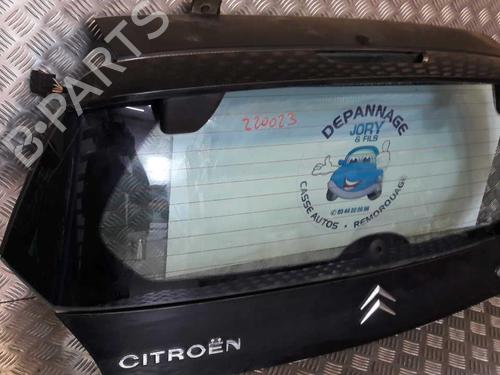 B-PARTS
220023
DEPANNAGE
JORY
& FILS
CASSE AUTOS • REMORQUAGE
CITROËN